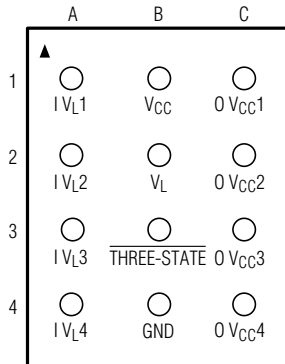 A B C
1
I VL1 VCC O VCC1
2
I VL2 VL O VCC2
3
I VL3 THREE-STATE O VCC3
4
I VL4 GND O VCC4